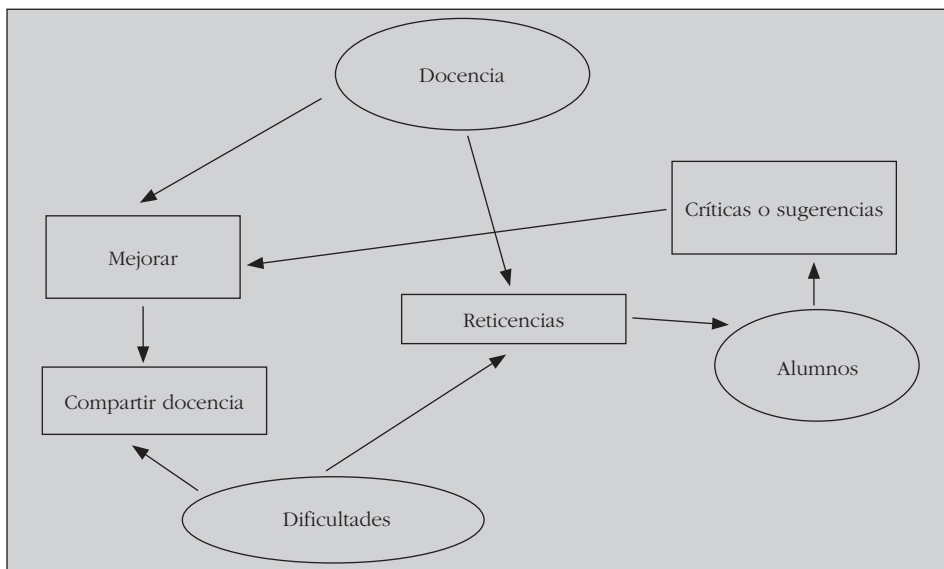 Docencia
Críticas o sugerencias
Mejorar
Reticencias
Alumnos
Compartir docencia
Dificultades